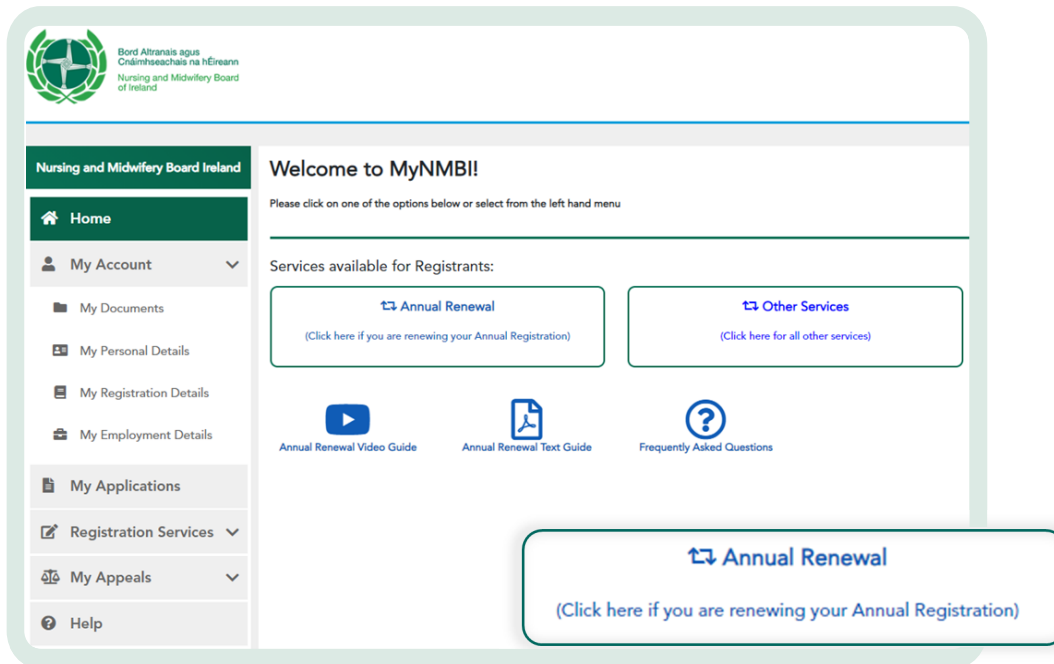 Bord Altranais agus
Cnáimhseachais na hÉireann
Nursing and Midwifery Board
of Ireland
Nursing and Midwifery Board Ireland
Home
My Account
My Documents
My Personal Details
My Registration Details
My Employment Details
My Applications
Registration Services
My Appeals
Help
Welcome to MyNMBI!
Please click on one of the options below or select from the left hand menu
Services available for Registrants:
Annual Renewal
(Click here if you are renewing your Annual Registration)
Other Services
(Click here for all other services)
Annual Renewal Video Guide
Annual Renewal Text Guide
Frequently Asked Questions
Annual Renewal
(Click here if you are renewing your Annual Registration)